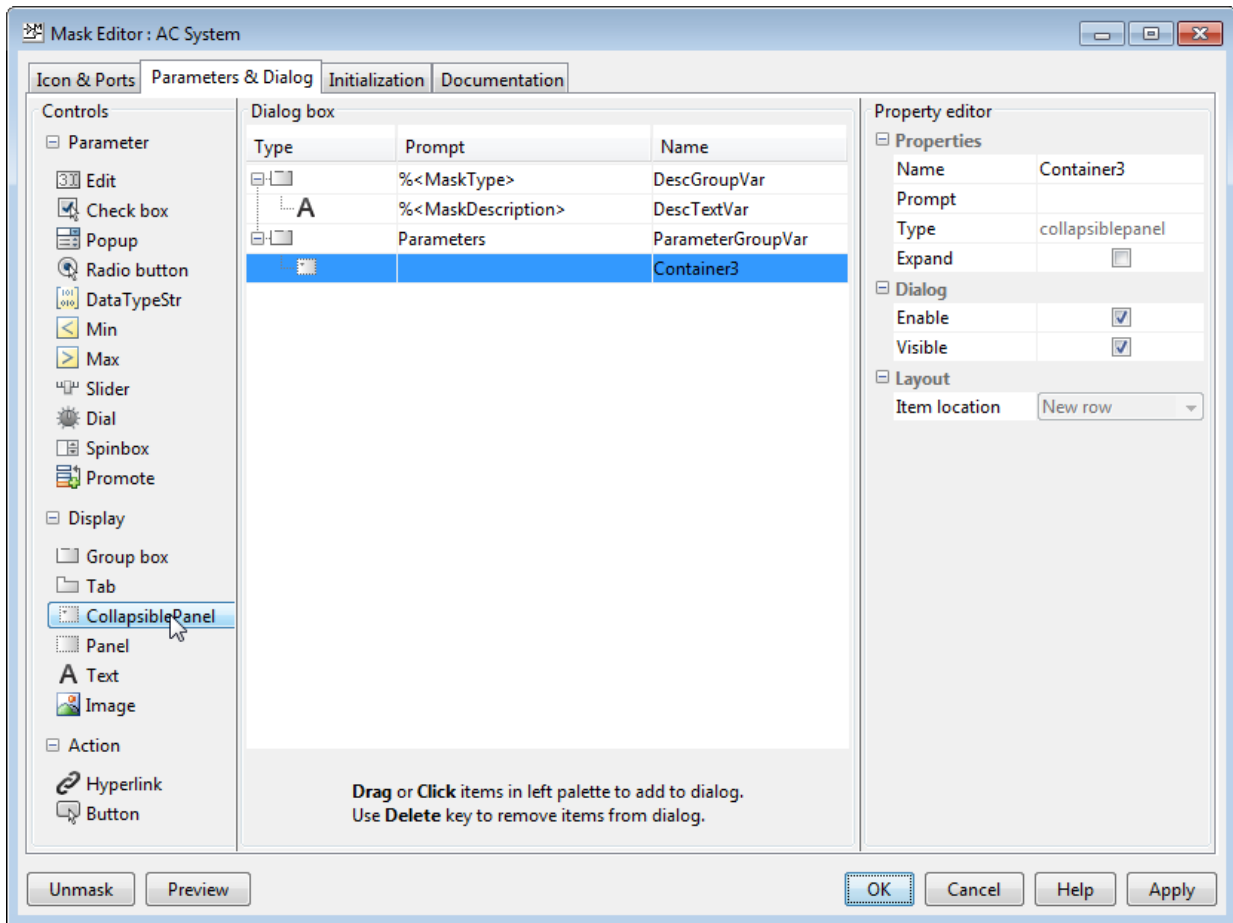 Mask Editor : AC System
Icon & Ports
Parameters & Dialog
Initialization
Documentation
Controls
Parameter
Edit
Check box
Popup
Radio button
DataTypeStr
Min
Max
Slider
Dial
Spinbox
Promote
Display
Group box
Tab
CollapsiblePanel
Panel
A Text
Image
Action
Hyperlink
Button
Dialog box
Type Prompt Name
%<MaskType> DescGroupVar
A %<MaskDescription> DescTextVar
Parameters ParameterGroupVar
Container3
Drag or Click items in left palette to add to dialog.
Use Delete key to remove items from dialog.
Property editor
Properties
Name Container3
Prompt
Type collapsiblepanel
Expand
Dialog
Enable
Visible
Layout
Item location New row
Unmask Preview OK Cancel Help Apply